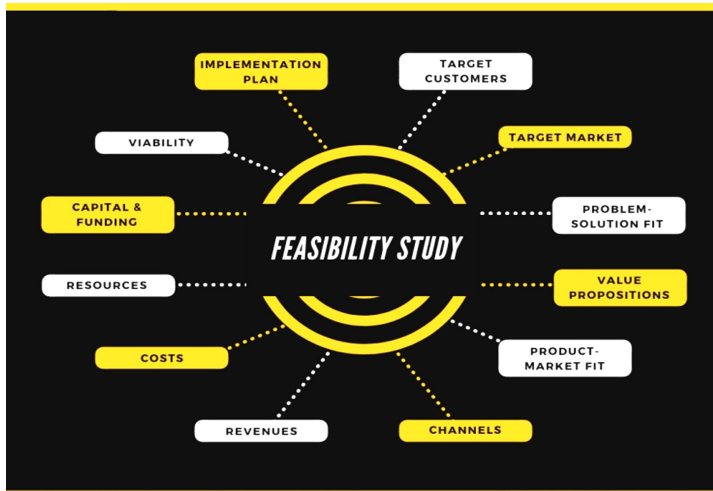 IMPLEMENTATION
PLAN
TARGET
CUSTOMERS
VIABILITY
TARGET MARKET
CAPITAL &
FUNDING
PROBLEM-
SOLUTION FIT
FEASIBILITY STUDY
RESOURCES
VALUE
PROPOSITIONS
COSTS
PRODUCT-
MARKET FIT
REVENUES
CHANNELS